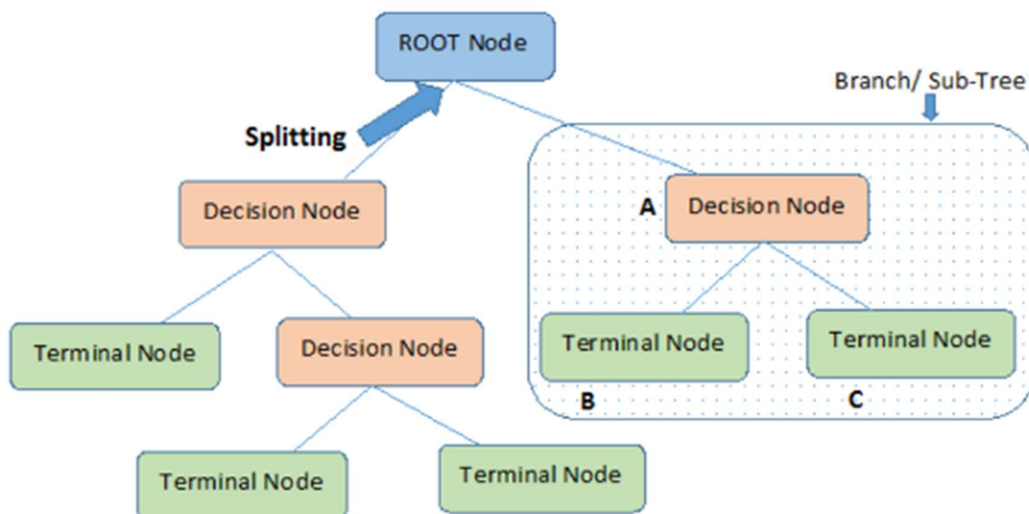 ROOT Node
Branch/ Sub-Tree
Splitting
Decision Node
A Decision Node
Terminal Node
Decision Node
Terminal Node
Terminal Node
B
C
Terminal Node
Terminal Node